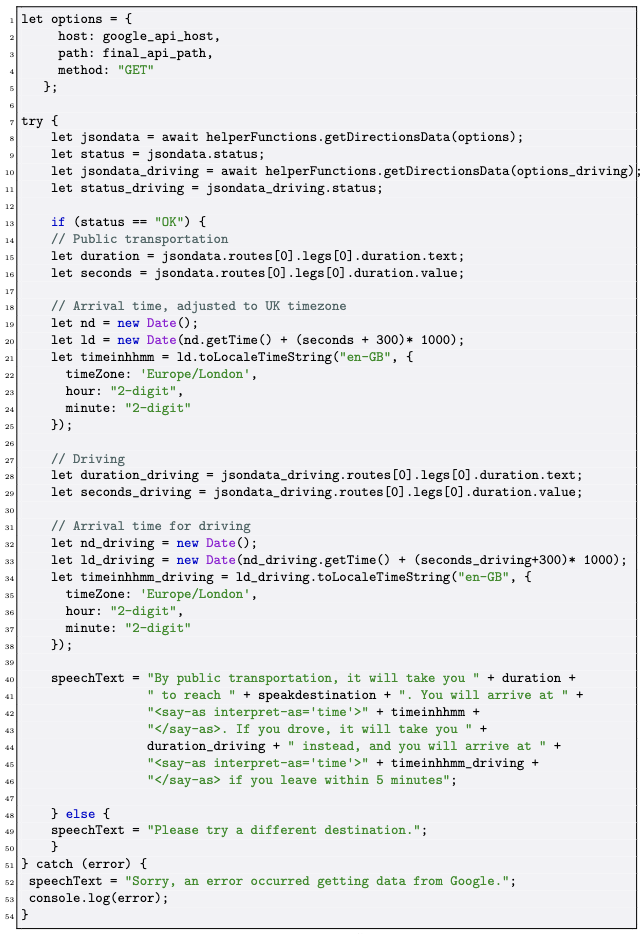 1 let options = {
2 host: google_api_host,
3 path: final_api_path,
4 method: "GET"
5 };
6
7 try {
8 let jsondata = await helperFunctions.getDirectionsData(options);
9 let status = jsondata.status;
10 let jsondata_driving = await helperFunctions.getDirectionsData(options_driving);
11 let status_driving = jsondata_driving.status;
12
13 if (status == "OK") {
14 // Public transportation
15 let duration = jsondata.routes[0].legs[0].duration.text;
16 let seconds = jsondata.routes[0].legs[0].duration.value;
17
18 // Arrival time, adjusted to UK timezone
19 let nd = new Date();
20 let ld = new Date(nd.getTime() + (seconds + 300)* 1000);
21 let timeinhhmm = ld.toLocaleTimeString("en-GB", {
22 timeZone: 'Europe/London',
23 hour: "2-digit",
24 minute: "2-digit"
25 });
26
27 // Driving
28 let duration_driving = jsondata_driving.routes[0].legs[0].duration.text;
29 let seconds_driving = jsondata_driving.routes[0].legs[0].duration.value;
30
31 // Arrival time for driving
32 let nd_driving = new Date();
33 let ld_driving = new Date(nd_driving.getTime() + (seconds_driving+300)* 1000);
34 let timeinhhmm_driving = ld_driving.toLocaleTimeString("en-GB", {
35 timeZone: 'Europe/London',
36 hour: "2-digit",
37 minute: "2-digit"
38 });
39
40 speechText = "By public transportation, it will take you " + duration +
41 " to reach " + speakdestination + ". You will arrive at " +
42 "<say-as interpret-as='time'>" + timeinhhmm +
43 "</say-as>. If you drove, it will take you " +
44 duration_driving + " instead, and you will arrive at " +
45 "<say-as interpret-as='time'>" + timeinhhmm_driving +
46 "</say-as> if you leave within 5 minutes";
47
48 } else {
49 speechText = "Please try a different destination.";
50 }
51 } catch (error) {
52 speechText = "Sorry, an error occurred getting data from Google.";
53 console.log(error);
54 }